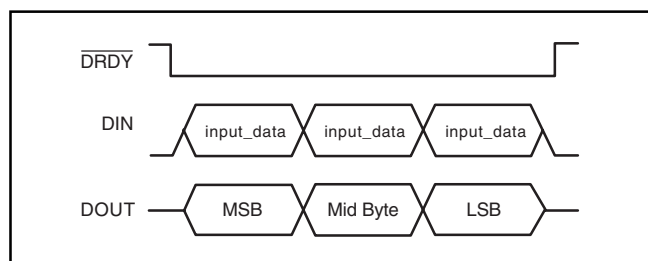 DRDY
DIN input_data input_data input_data
DOUT MSB Mid Byte LSB